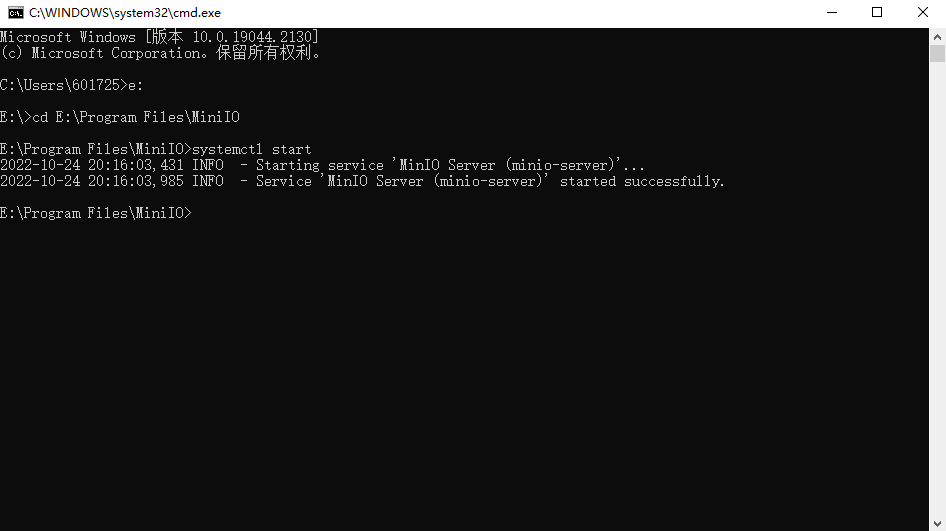 C:\WINDOWS\system32\cmd.exe
Microsoft Windows [版本 10.0.19044.2130]
(c) Microsoft Corporation。保留所有权利。
C:\Users\601725>e:
E:\>cd E:\Program Files\MiniIO
E:\Program Files\MiniIO>systemctl start
2022-10-24 20:16:03,431 INFO  - Starting service 'MinIO Server (minio-server)'...
2022-10-24 20:16:03,985 INFO  - Service 'MinIO Server (minio-server)' started successfully.
E:\Program Files\MiniIO>